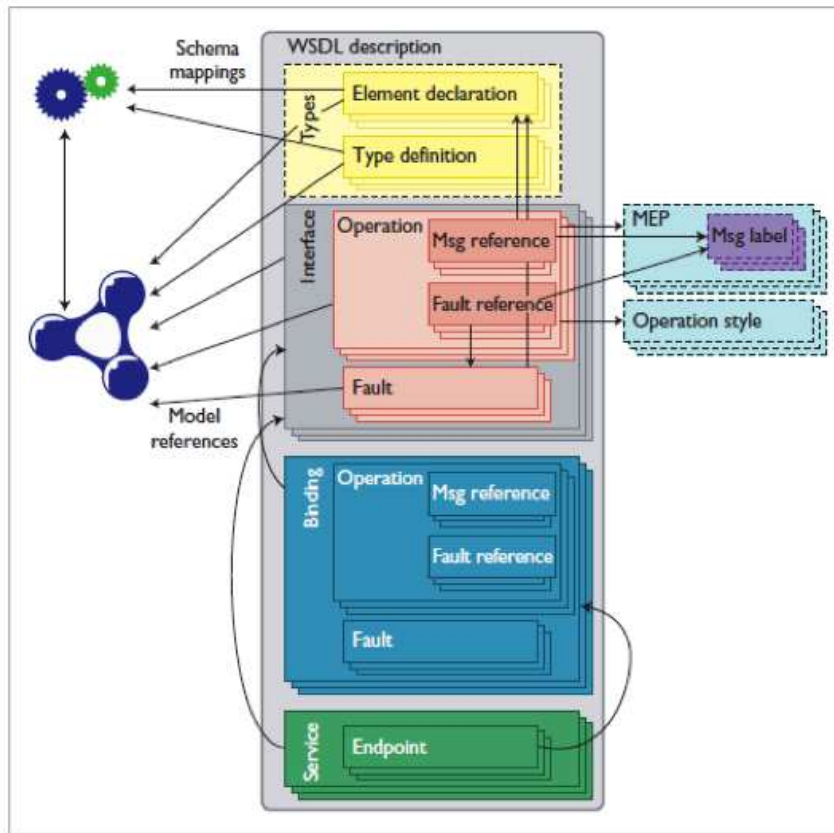 WSDL description
Schema
mappings
Types
Element declaration
Type definition
Interface
Operation
Msg reference
Fault reference
Fault
MEP
Msg label
Operation style
Model
references
Binding
Operation
Msg reference
Fault reference
Fault
Service
Endpoint